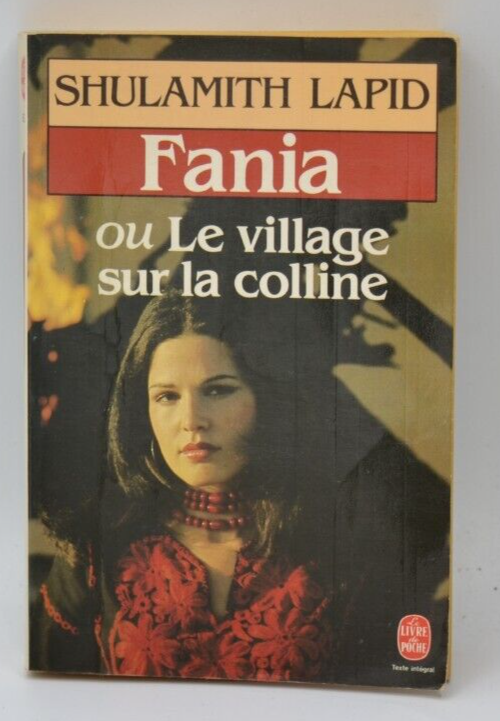 SHULAMITH LAPID
Fania
ou Le village
sur la colline
Le
LIVRE
de
POCHE
Texte intégral